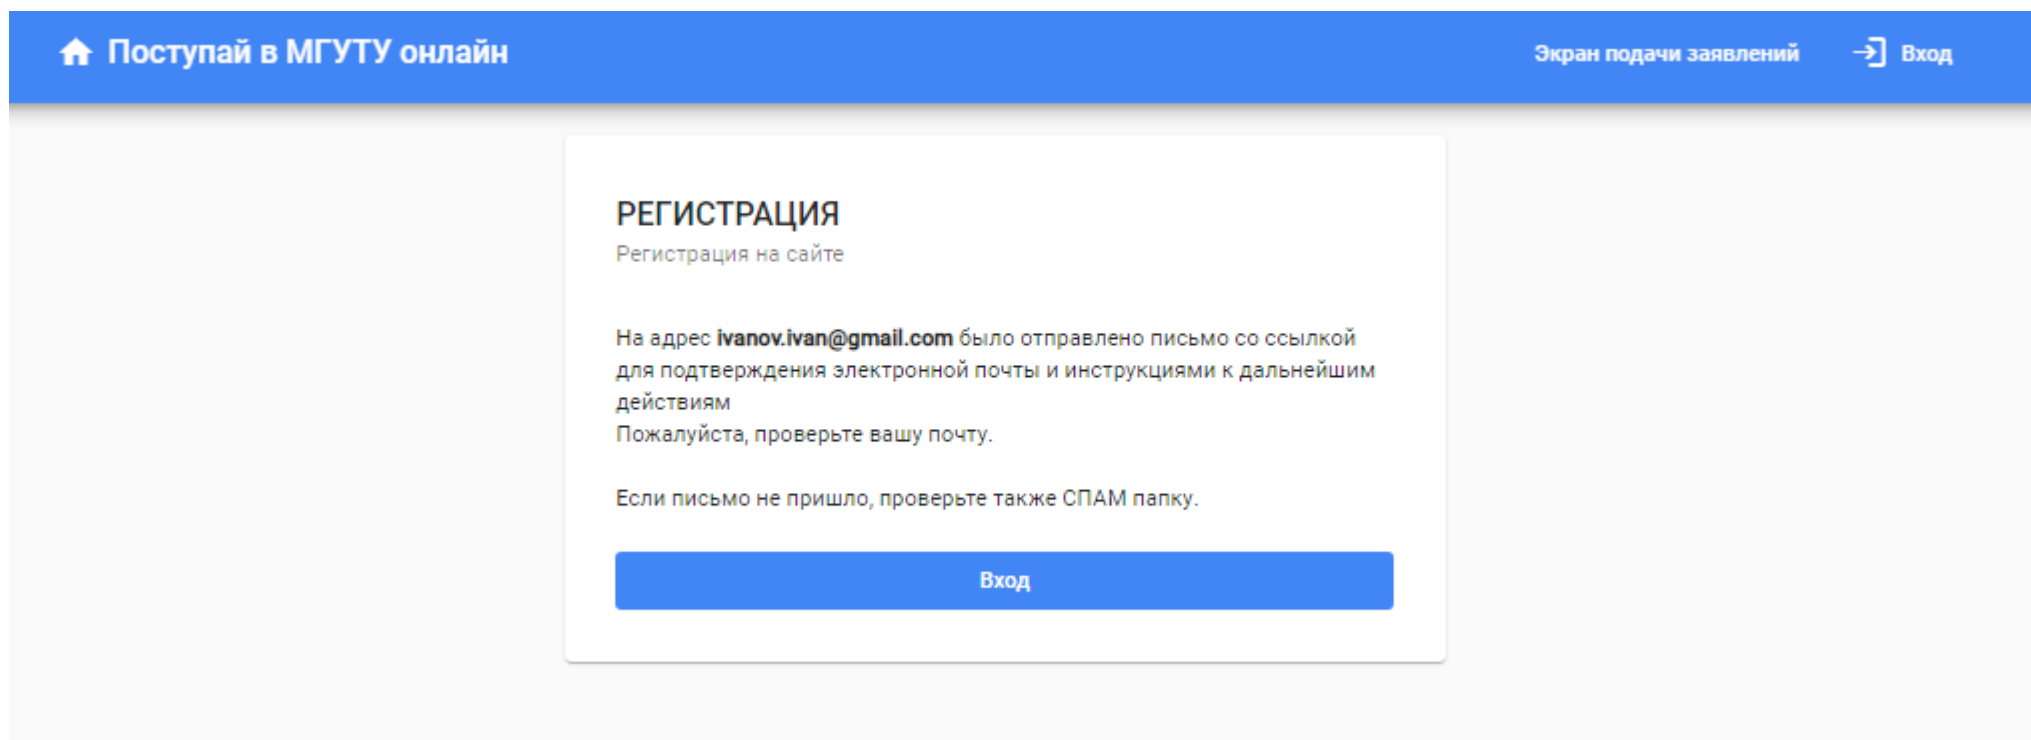 Поступай в МГУТУ онлайн
Экран подачи заявлений
Вход
РЕГИСТРАЦИЯ
Регистрация на сайте
На адрес ivanov.ivan@gmail.com было отправлено письмо со ссылкой
для подтверждения электронной почты и инструкциями к дальнейшим
действиям
Пожалуйста, проверьте вашу почту.
Если письмо не пришло, проверьте также СПАМ папку.
Вход